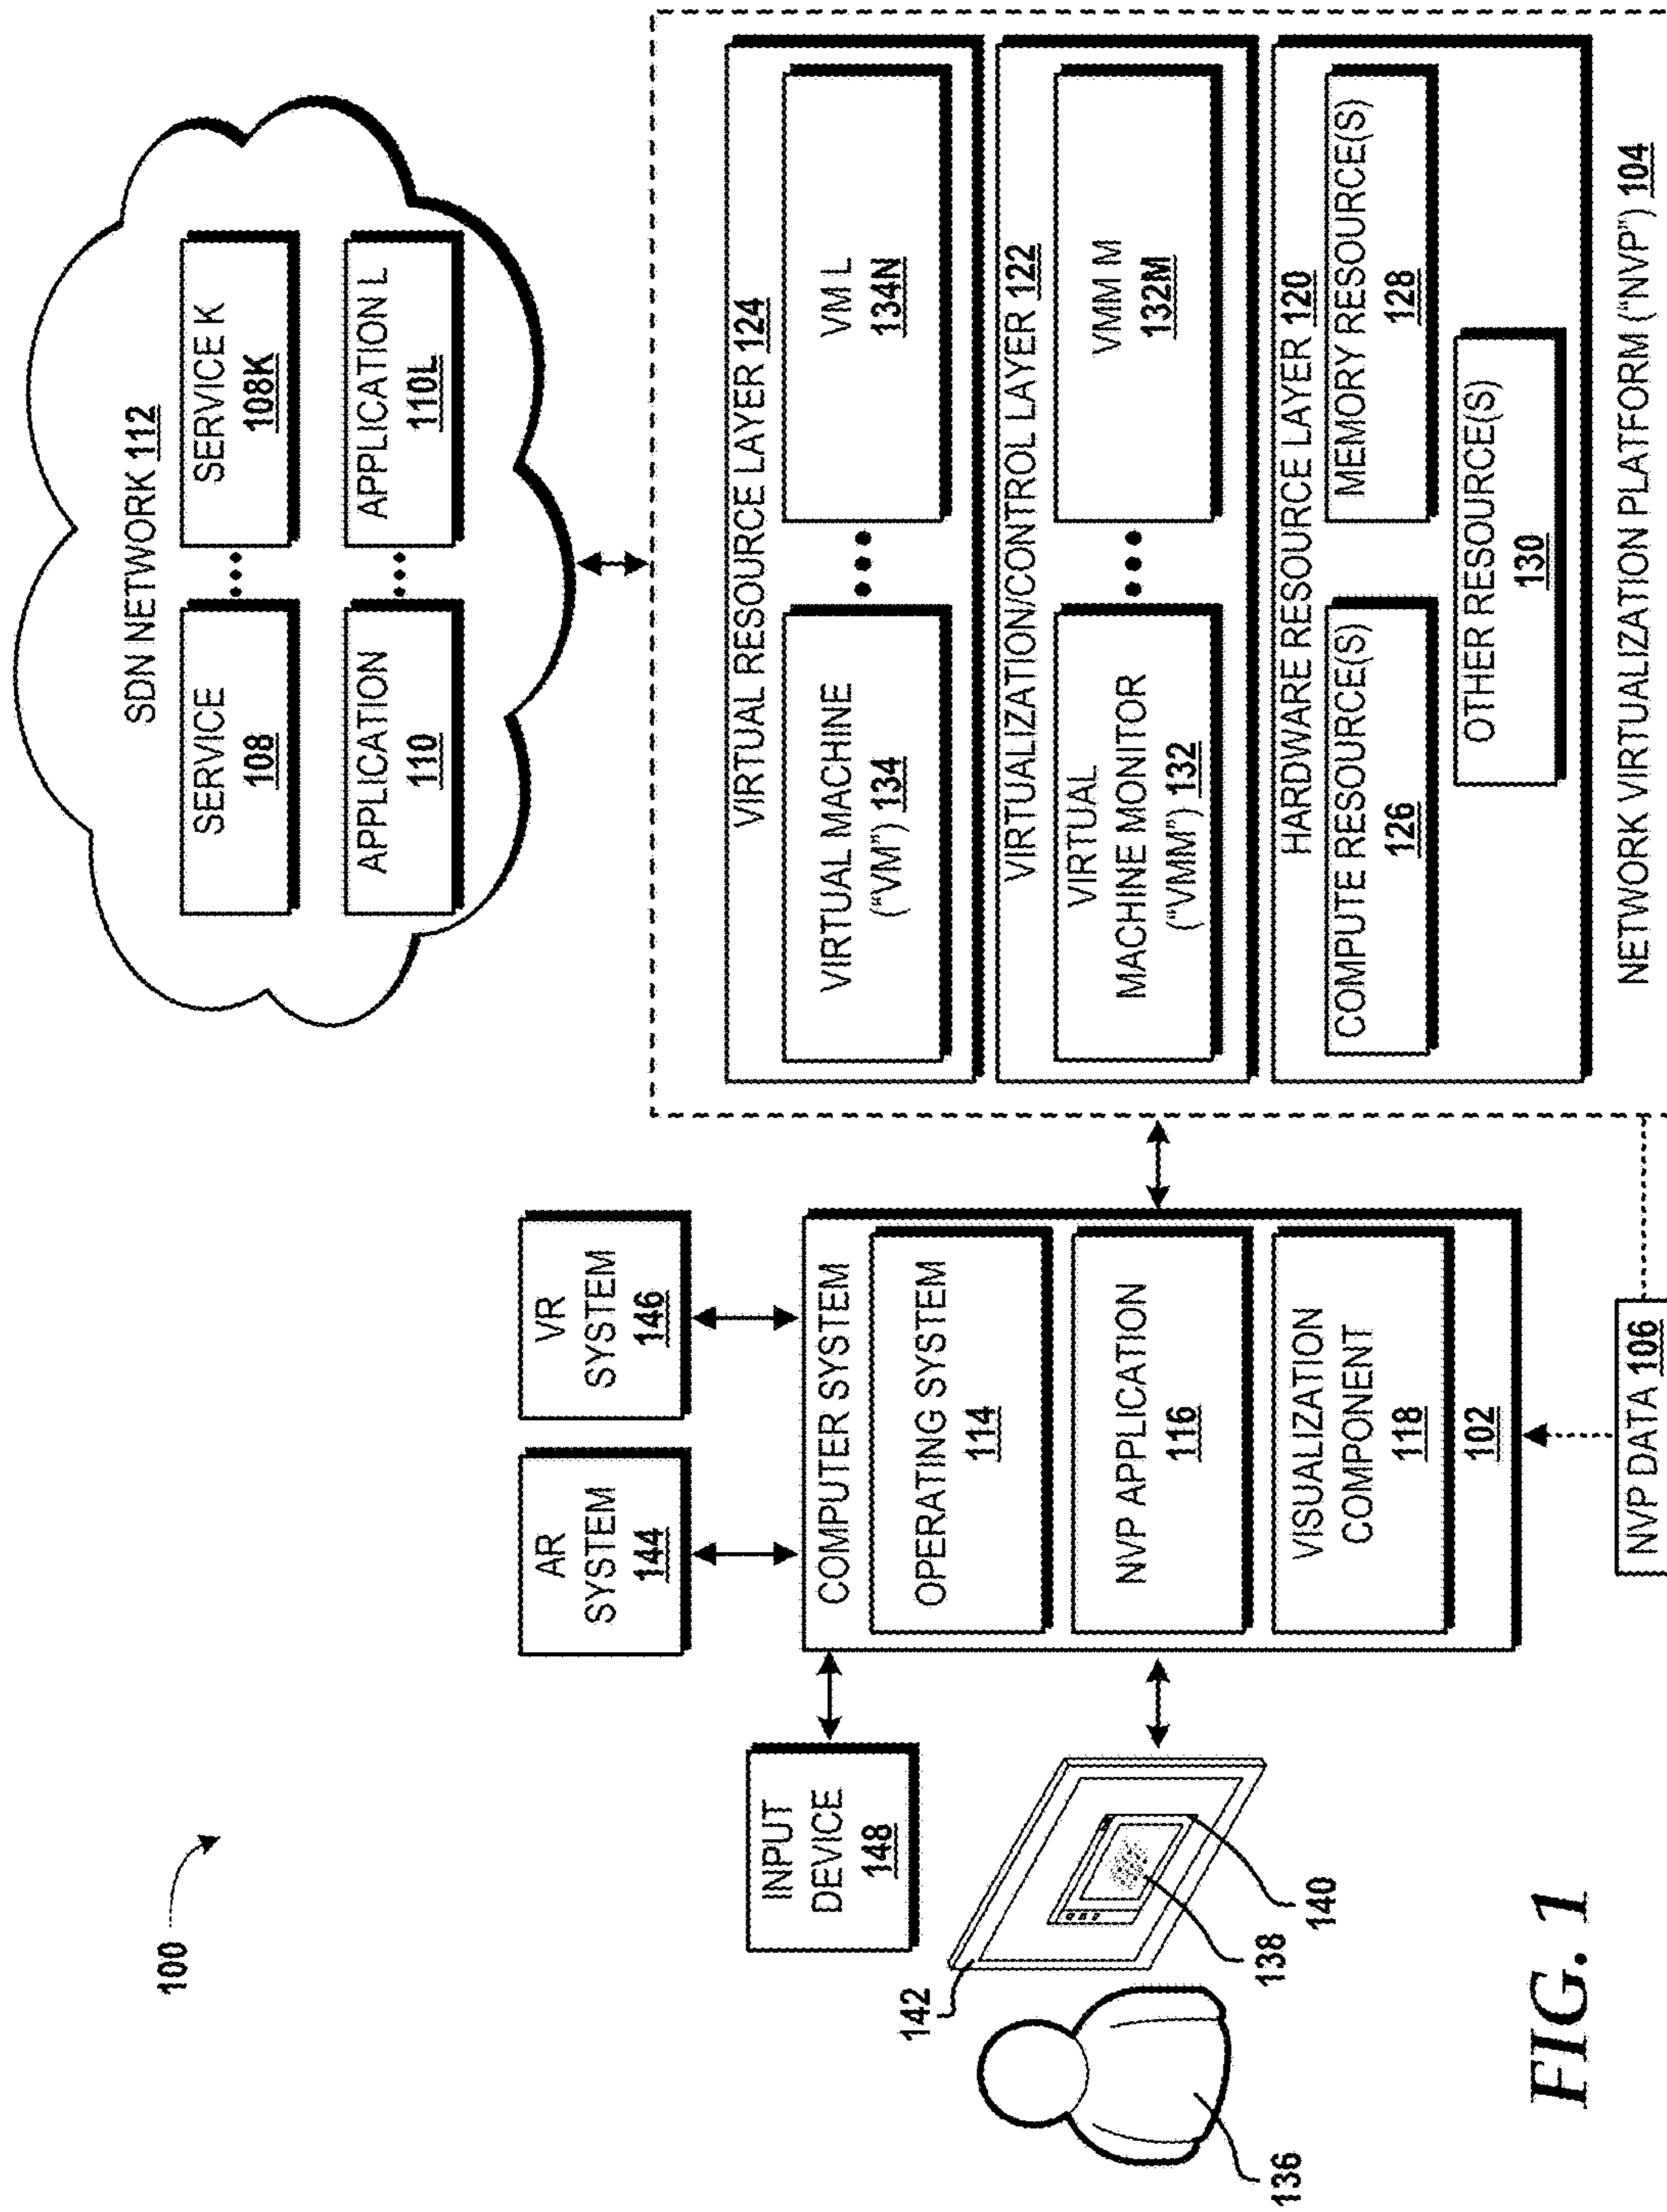 100
SDN NETWORK 112
SERVICE
108
SERVICE K
108K
APPLICATION
110
APPLICATION L
110L
AR
SYSTEM
144
VR
SYSTEM
146
INPUT
DEVICE
148
COMPUTER SYSTEM
OPERATING SYSTEM
114
NVP APPLICATION
116
VISUALIZATION
COMPONENT
118
102
142
138
140
136
VIRTUAL RESOURCE LAYER 124
VIRTUAL MACHINE
("VM") 134
VM L
134N
VIRTUALIZATION/CONTROL LAYER 122
VIRTUAL
MACHINE MONITOR
("VMM") 132
VMM M
132M
HARDWARE RESOURCE LAYER 120
COMPUTE RESOURCE(S)
126
MEMORY RESOURCE(S)
128
OTHER RESOURCE(S)
130
NETWORK VIRTUALIZATION PLATFORM ("NVP") 104
NVP DATA 106
FIG. 1